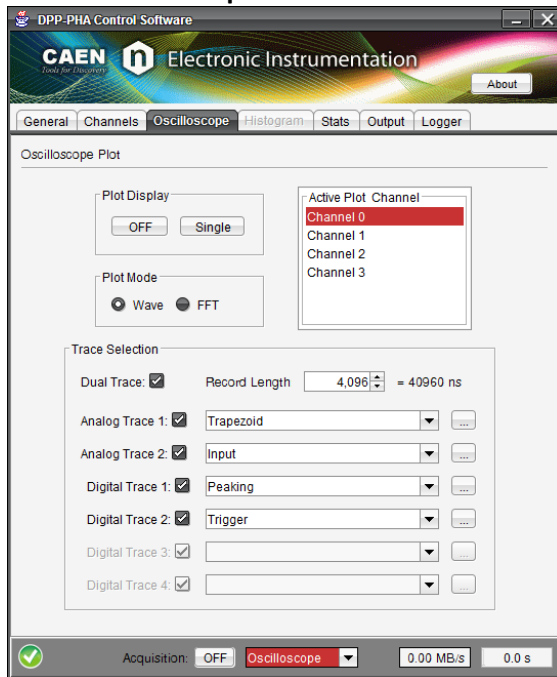 DPP-PHA Control Software
CAEN n Electronic Instrumentation
Tools for Discovery
About
General Channels Oscilloscope Histogram Stats Output Logger
Oscilloscope Plot
Plot Display
OFF Single
Active Plot Channel
Channel 0
Channel 1
Channel 2
Channel 3
Plot Mode
Wave FFT
Trace Selection
Dual Trace: Record Length 4,096 = 40960 ns
Analog Trace 1: Trapezoid ...
Analog Trace 2: Input ...
Digital Trace 1: Peaking ...
Digital Trace 2: Trigger ...
Digital Trace 3: ...
Digital Trace 4: ...
Acquisition: OFF Oscilloscope 0.00 MB/s 0.0 s